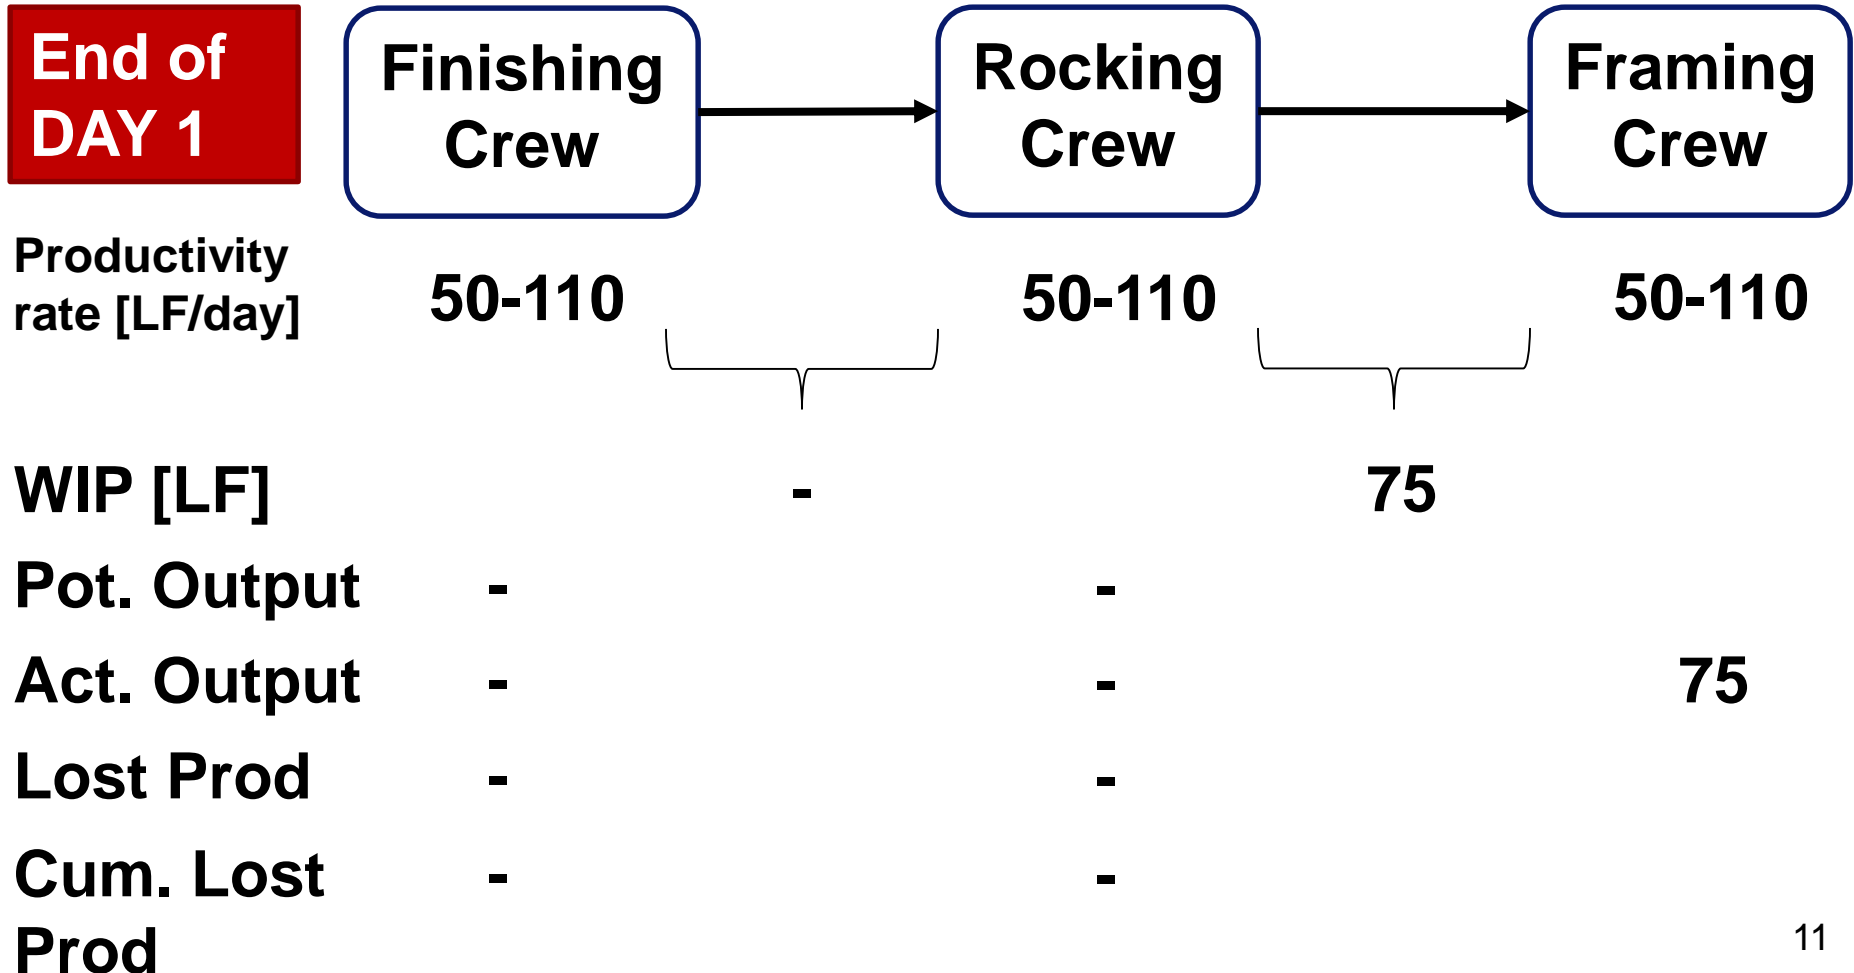 End of
DAY 1
Finishing
Crew
Rocking
Crew
Framing
Crew
Productivity
rate [LF/day]
50-110
50-110
50-110
WIP [LF]
-
75
Pot. Output
-
-
Act. Output
-
-
75
Lost Prod
-
-
Cum. Lost
Prod
-
-
11